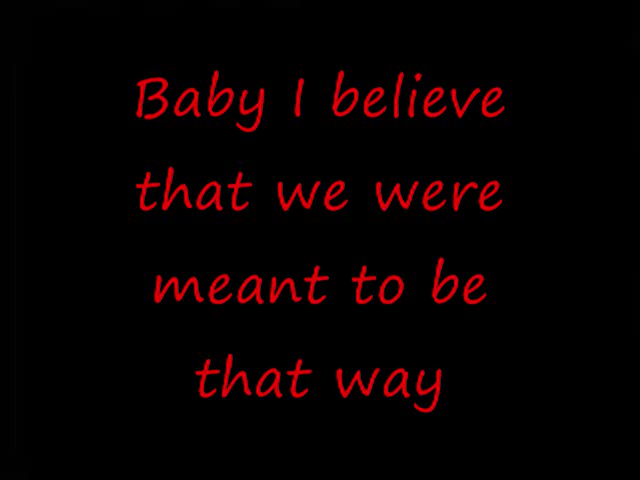 Baby I believe
that we were
meant to be
that way